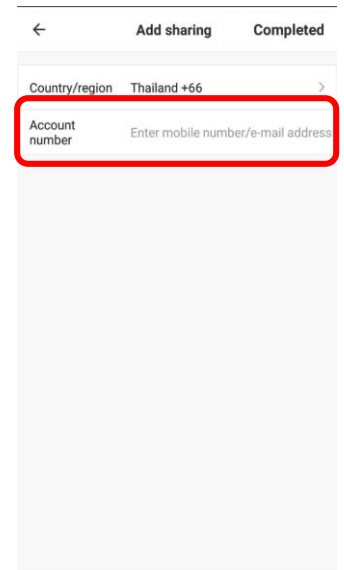 Add sharing Completed
Country/region Thailand +66
Account number Enter mobile number/e-mail address